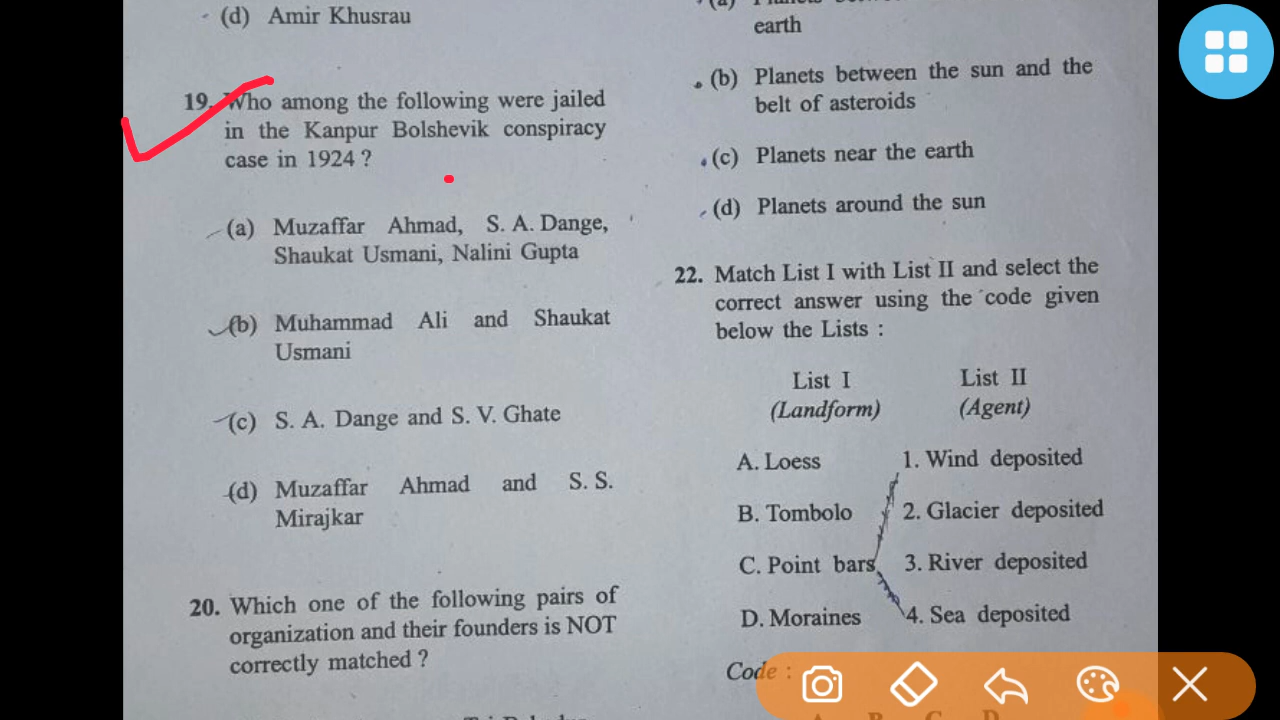 (d) Amir Khusrau
19. Who among the following were jailed
in the Kanpur Bolshevik conspiracy
case in 1924 ?
(a) Muzaffar Ahmad, S. A. Dange,
Shaukat Usmani, Nalini Gupta
(b) Muhammad Ali and Shaukat
Usmani
(c) S. A. Dange and S. V. Ghate
(d) Muzaffar Ahmad and S. S.
Mirajkar
20. Which one of the following pairs of
organization and their founders is NOT
correctly matched ?
earth
(b) Planets between the sun and the
belt of asteroids
(c) Planets near the earth
(d) Planets around the sun
22. Match List I with List II and select the
correct answer using the code given
below the Lists :
List I List II
(Landform) (Agent)
A. Loess 1. Wind deposited
B. Tombolo 2. Glacier deposited
C. Point bars 3. River deposited
D. Moraines 4. Sea deposited
Code :